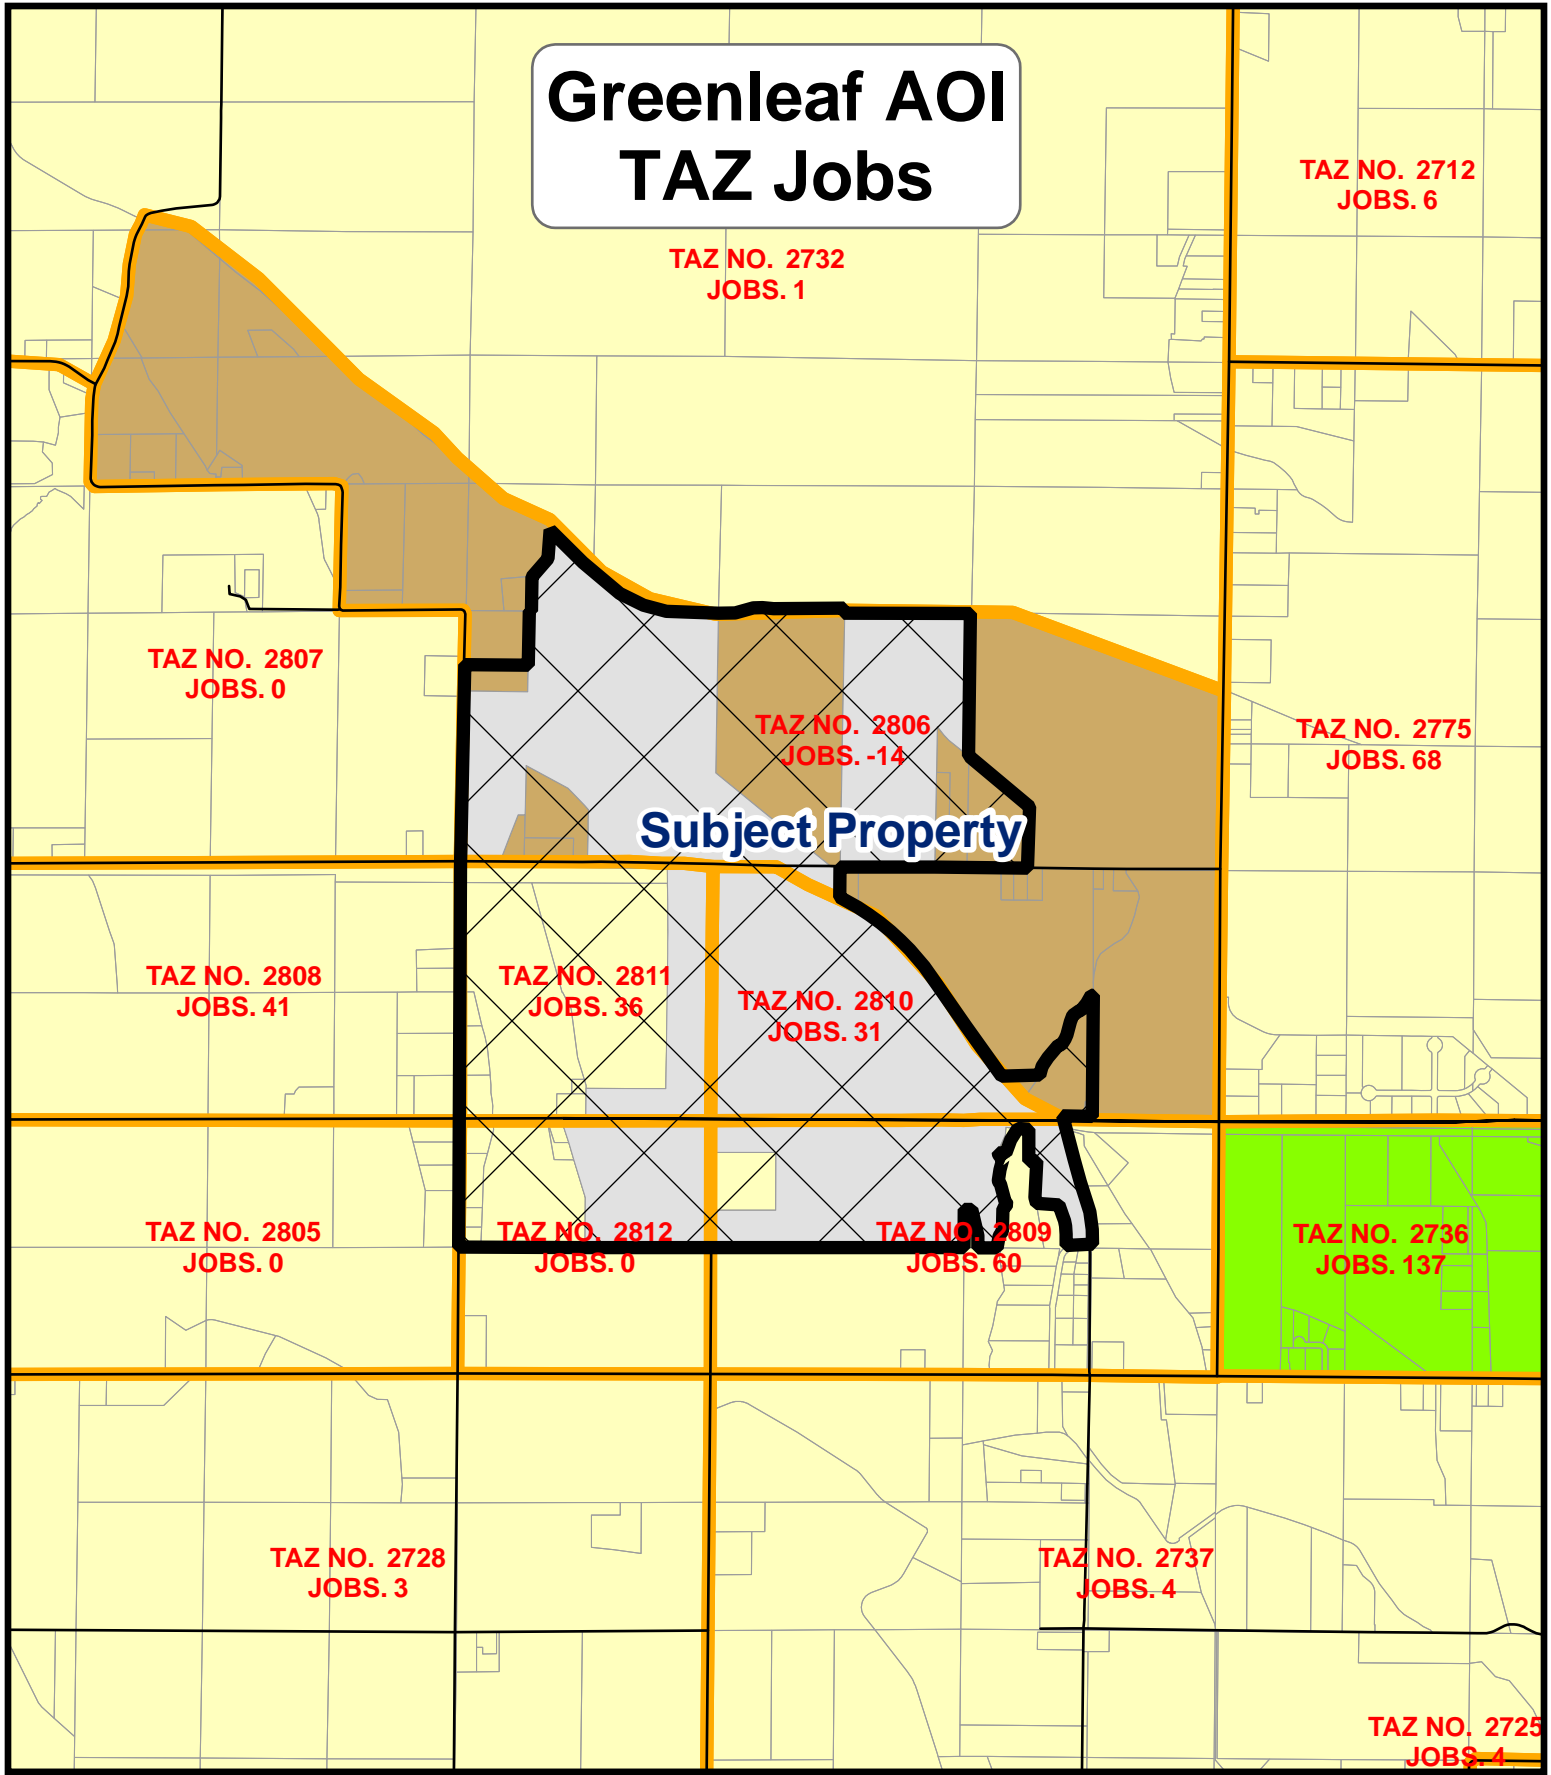 Greenleaf AOI
TAZ Jobs
TAZ NO. 2712
JOBS. 6
TAZ NO. 2732
JOBS. 1
TAZ NO. 2807
JOBS. 0
TAZ NO. 2806
JOBS. -14
TAZ NO. 2775
JOBS. 68
Subject Property
TAZ NO. 2808
JOBS. 41
TAZ NO. 2811
JOBS. 36
TAZ NO. 2810
JOBS. 31
TAZ NO. 2805
JOBS. 0
TAZ NO. 2812
JOBS. 0
TAZ NO. 2809
JOBS. 60
TAZ NO. 2736
JOBS. 137
TAZ NO. 2728
JOBS. 3
TAZ NO. 2737
JOBS. 4
TAZ NO. 2725
JOBS. 4